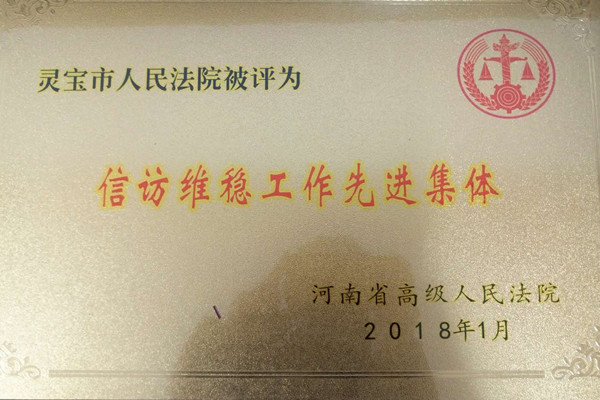 灵宝市人民法院被评为
信访维稳工作先进集体
河南省高级人民法院
2018年1月